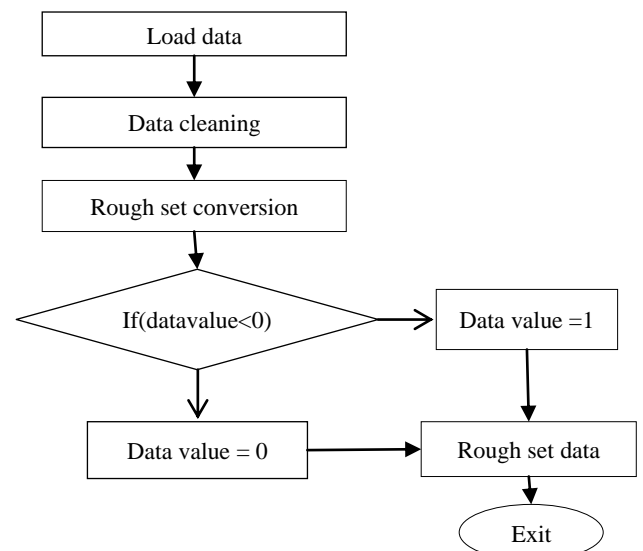 Load data
Data cleaning
Rough set conversion
If(datavalue<0)
Data value =1
Data value = 0
Rough set data
Exit